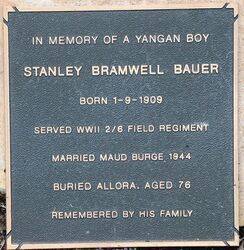 IN MEMORY OF A YANGAN BOY
STANLEY BRAMWELL BAUER
BORN 1-9-1909
SERVED WWII 2/6 FIELD REGIMENT
MARRIED MAUD BURGE 1944
BURIED ALLORA. AGED 76
REMEMBERED BY HIS FAMILY